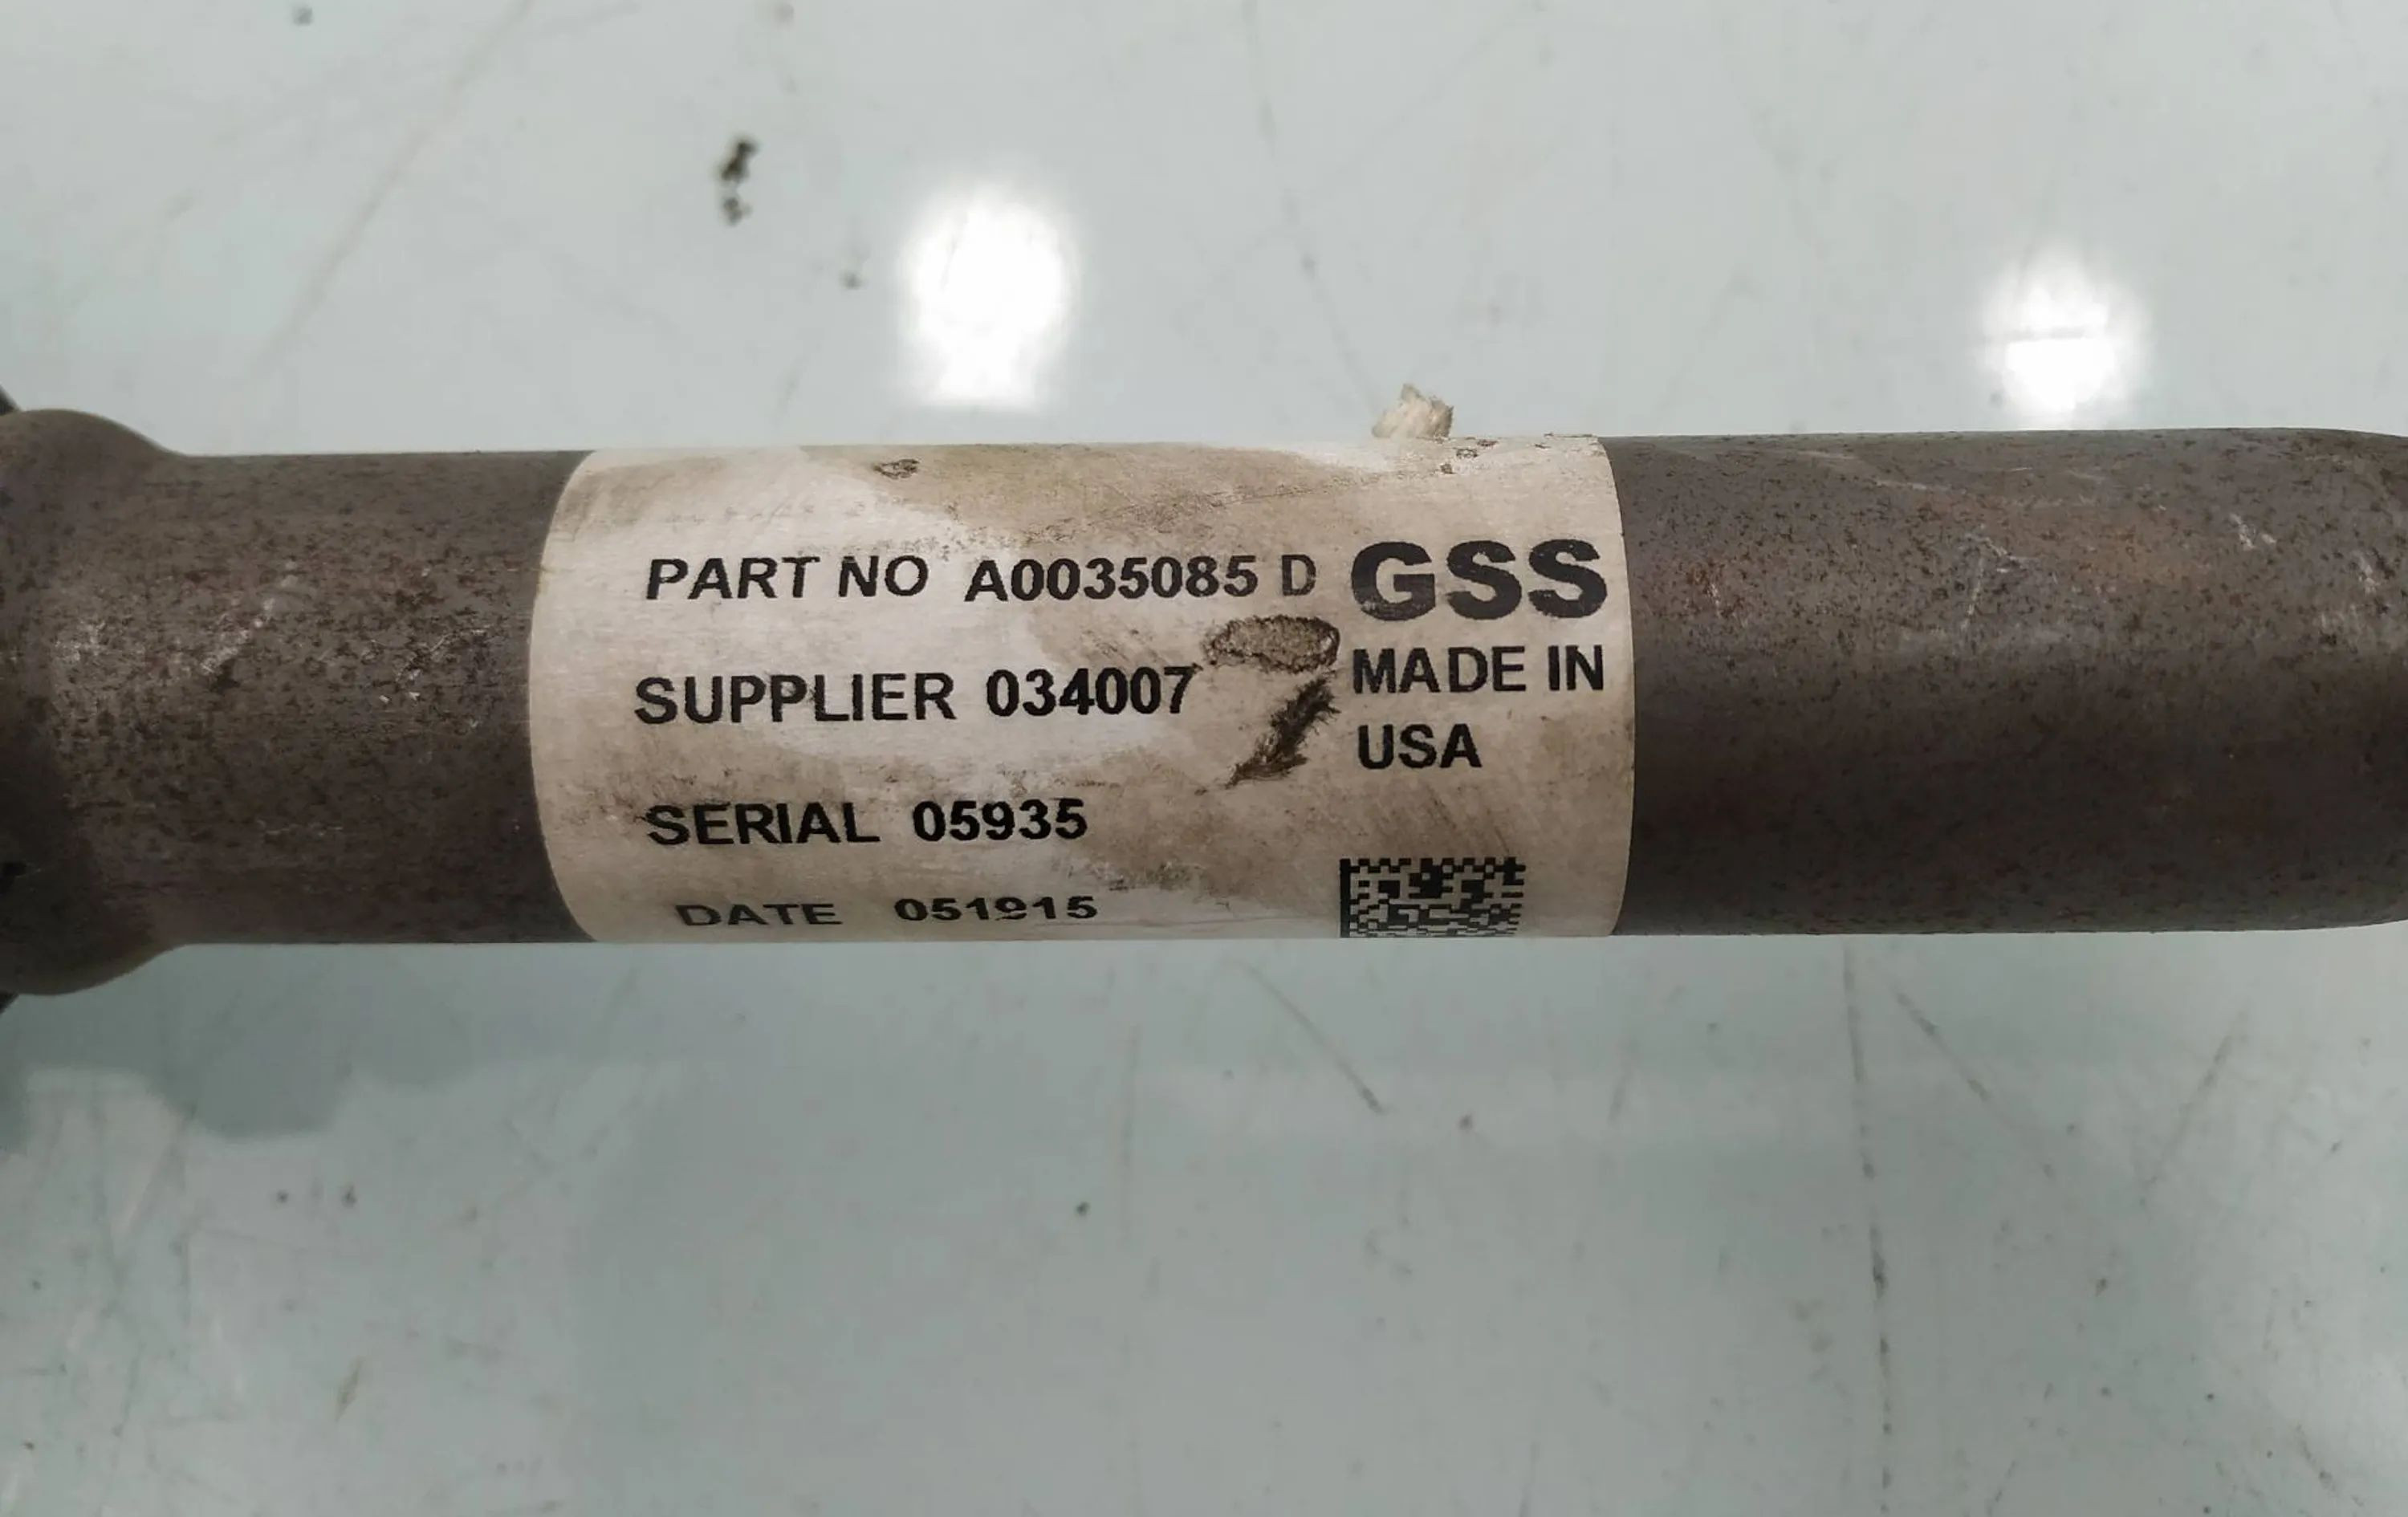 PART NO A0035085 D GSS
SUPPLIER 034007 MADE IN
USA
SERIAL 05935
DATE 051915